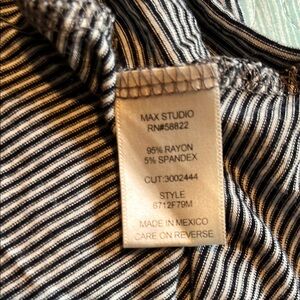 MAX STUDIO
RN#58822
95% RAYON
5% SPANDEX
CUT:3002444
STYLE
6712F79M
MADE IN MEXICO
CARE ON REVERSE